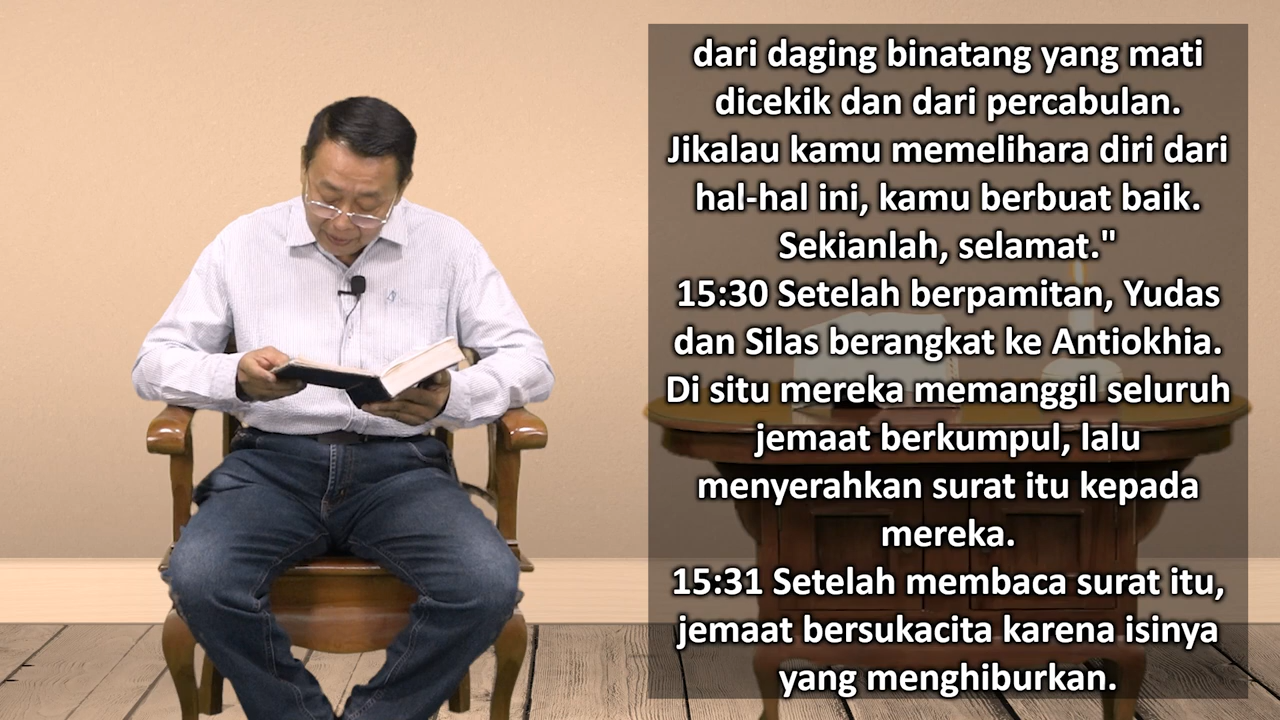 dari daging binatang yang mati
dicekik dan dari percabulan.
Jikalau kamu memelihara diri dari
hal-hal ini, kamu berbuat baik.
Sekianlah, selamat."
15:30 Setelah berpamitan, Yudas
dan Silas berangkat ke Antiokhia.
Di situ mereka memanggil seluruh
jemaat berkumpul, lalu
menyerahkan surat itu kepada
mereka.
15:31 Setelah membaca surat itu,
jemaat bersukacita karena isinya
yang menghiburkan.